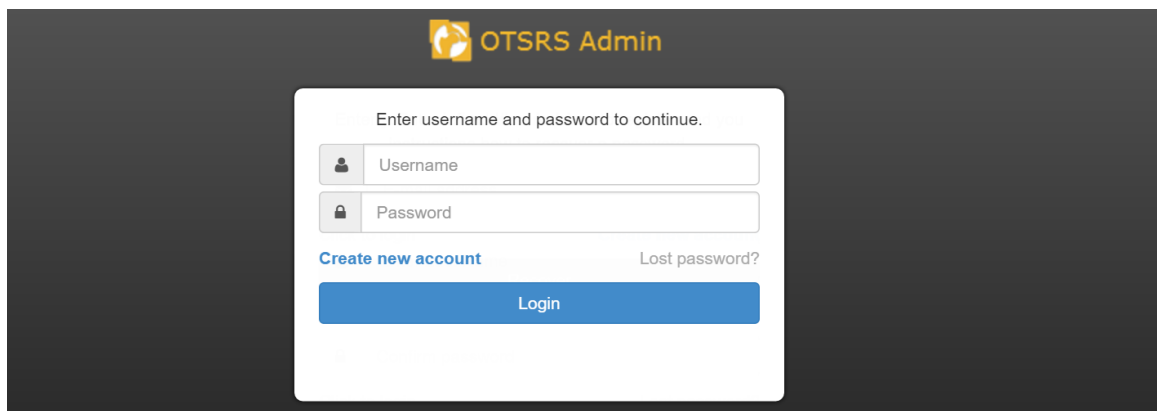 OTSRS Admin
Enter username and password to continue.
Username
Password
Create new account Lost password?
Login